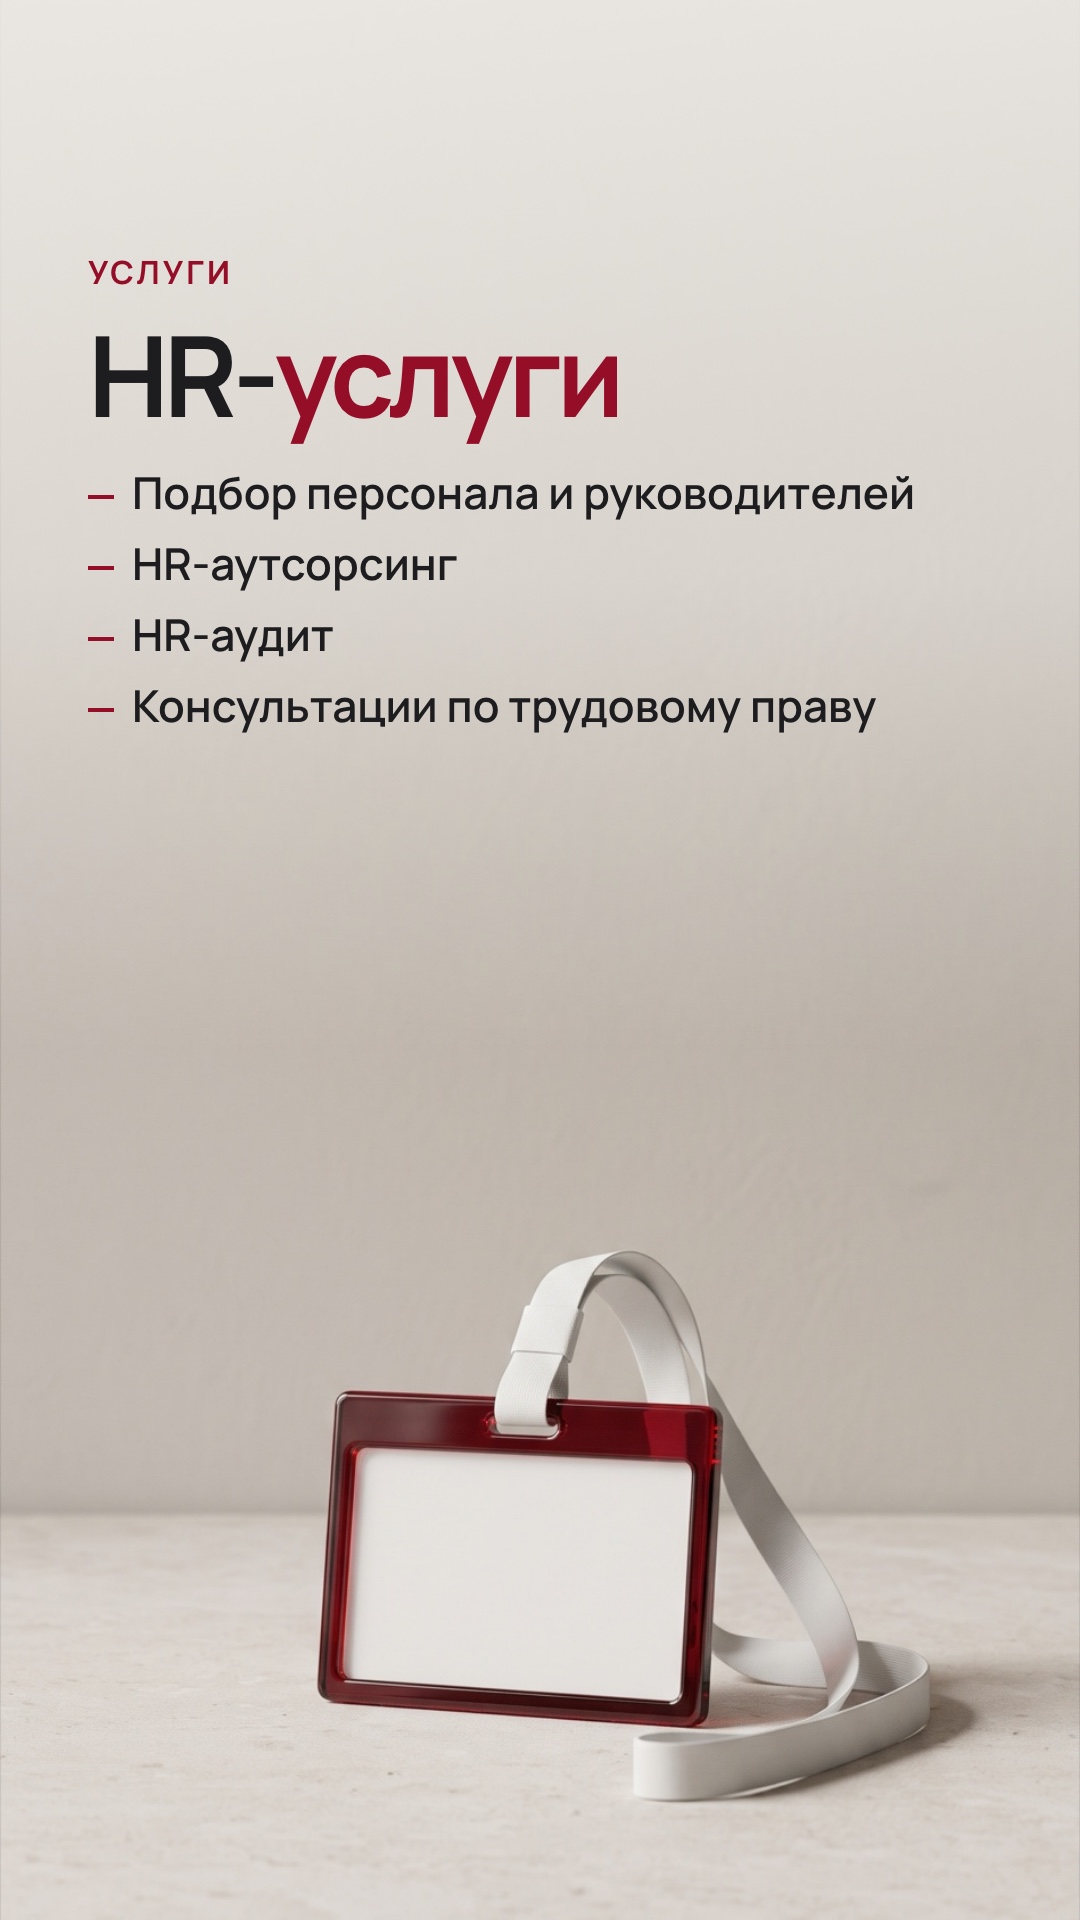 УСЛУГИ
HR-услуги
— Подбор персонала и руководителей
— HR-аутсорсинг
— HR-аудит
— Консультации по трудовому праву